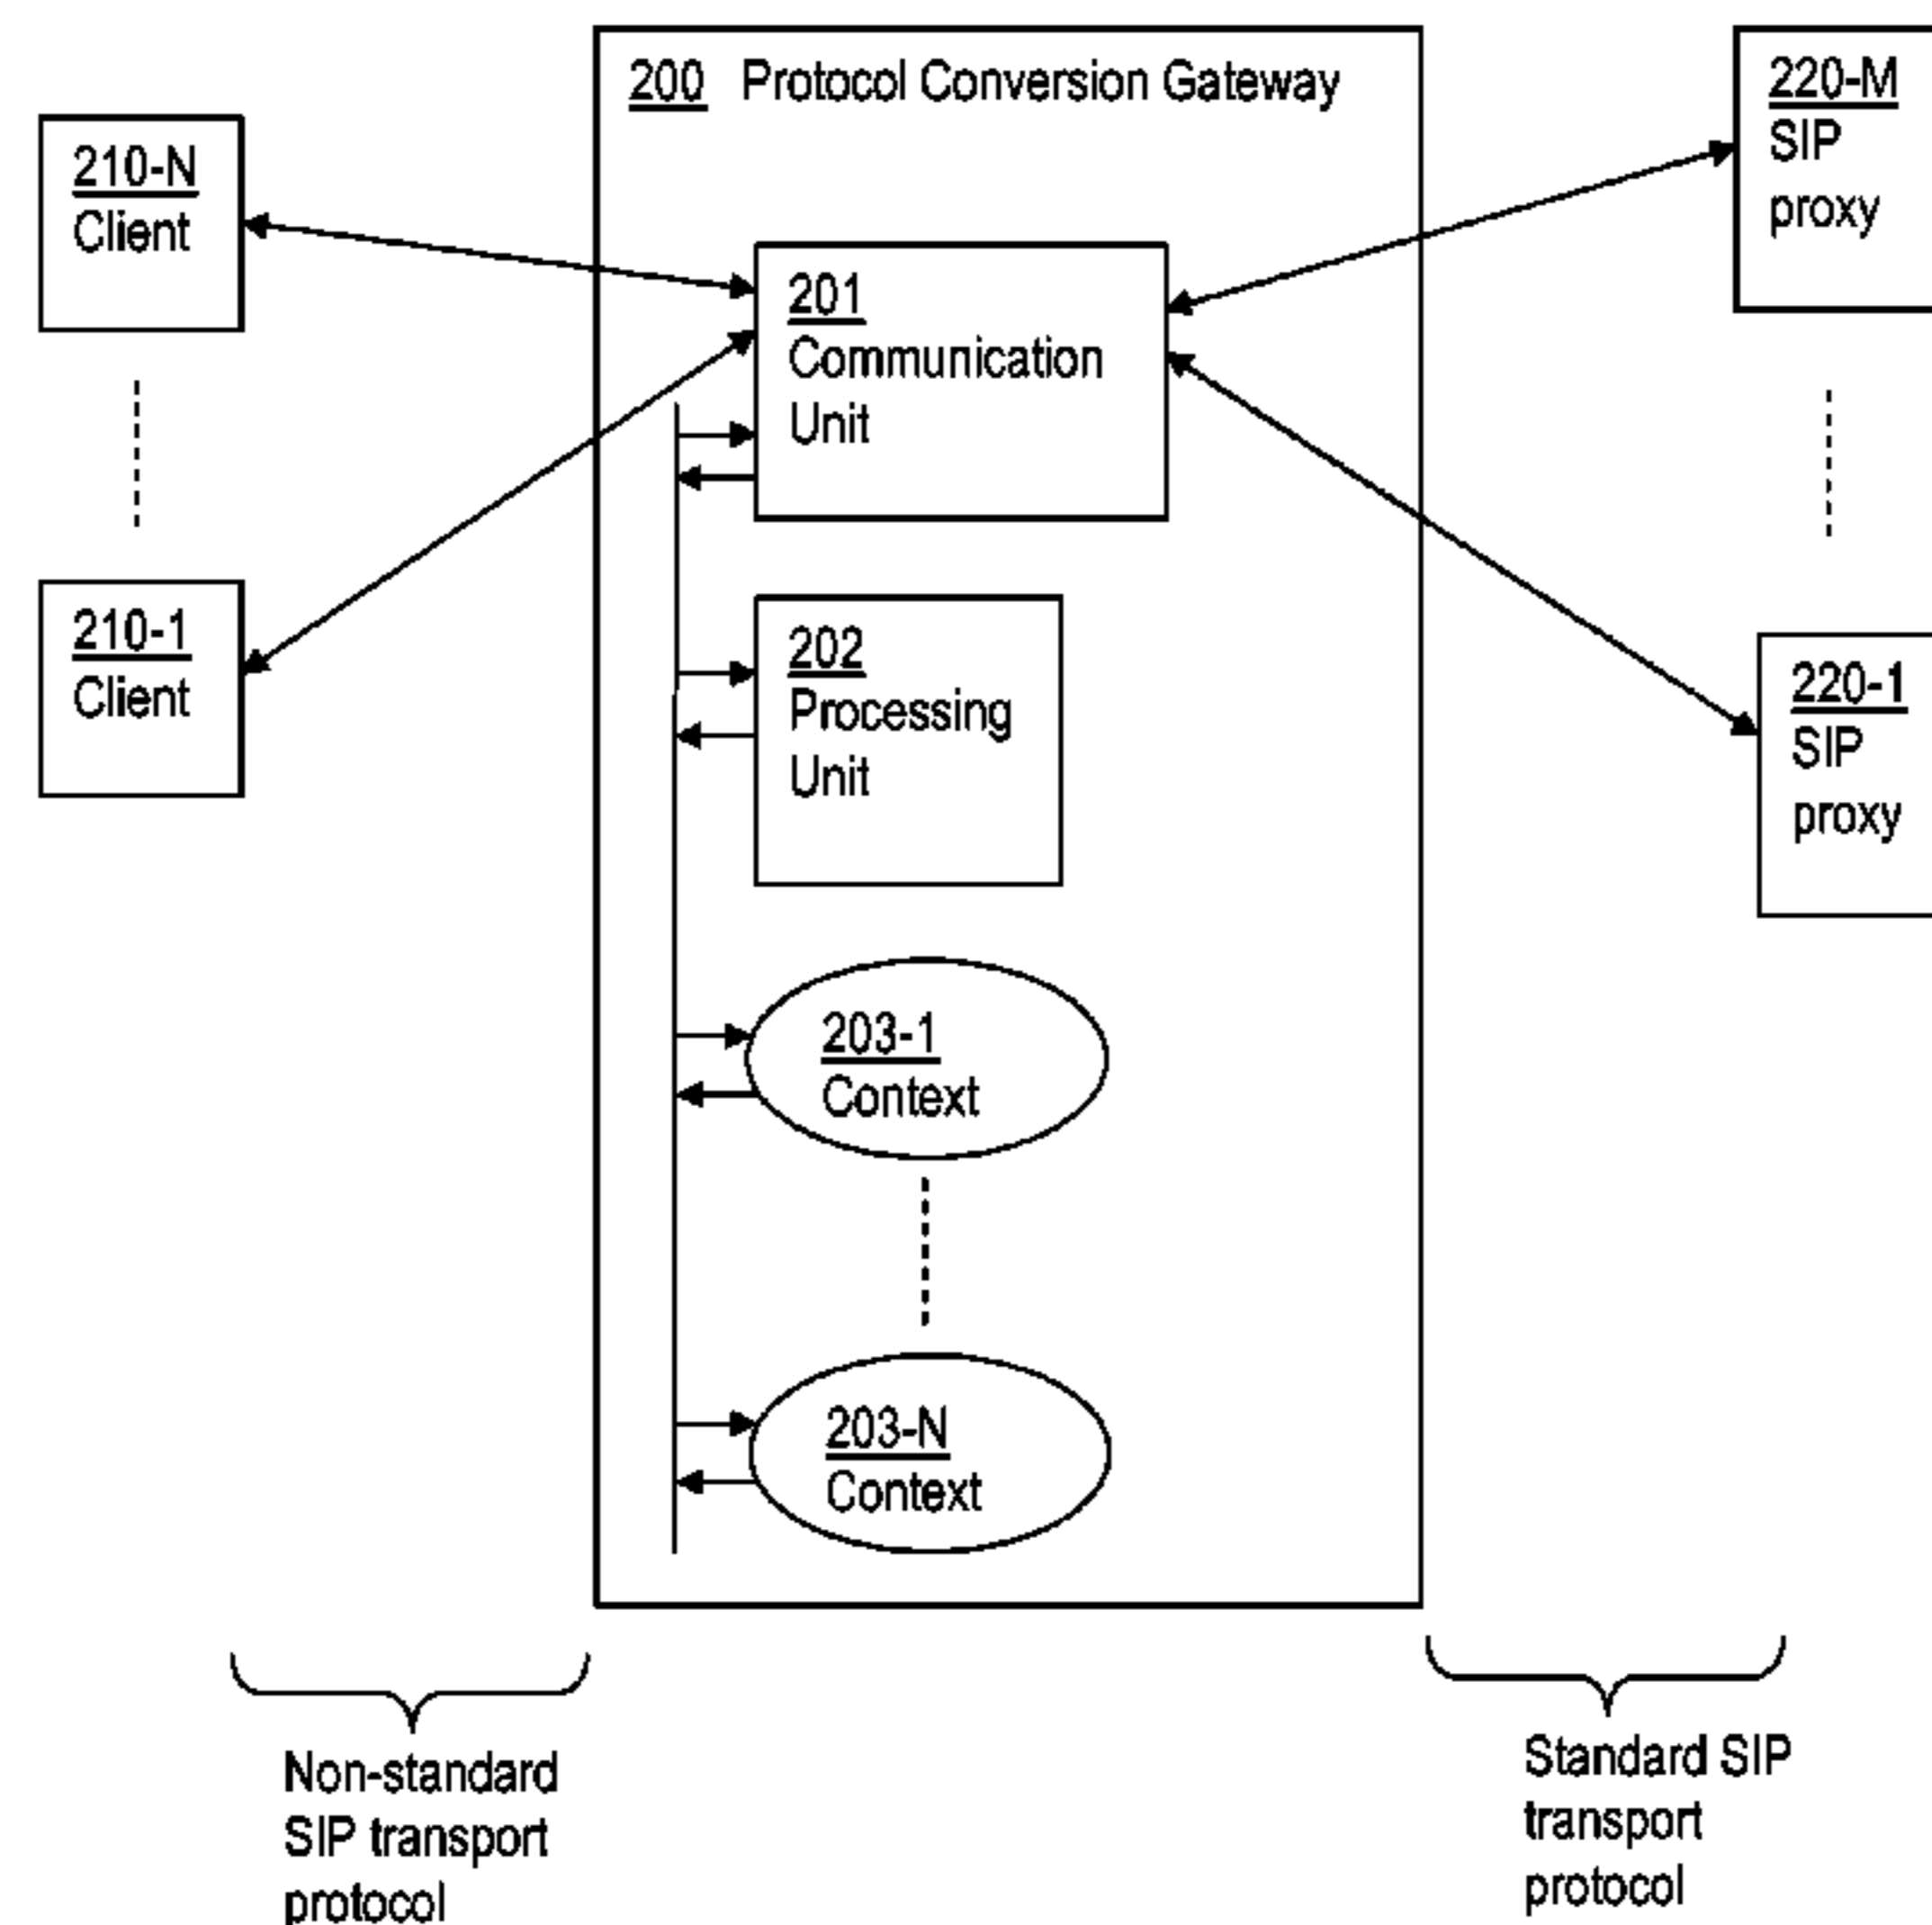 200 Protocol Conversion Gateway
210-N
Client
210-1
Client
201
Communication
Unit
202
Processing
Unit
203-1
Context
203-N
Context
220-M
SIP
proxy
220-1
SIP
proxy
Non-standard
SIP transport
protocol
Standard SIP
transport
protocol